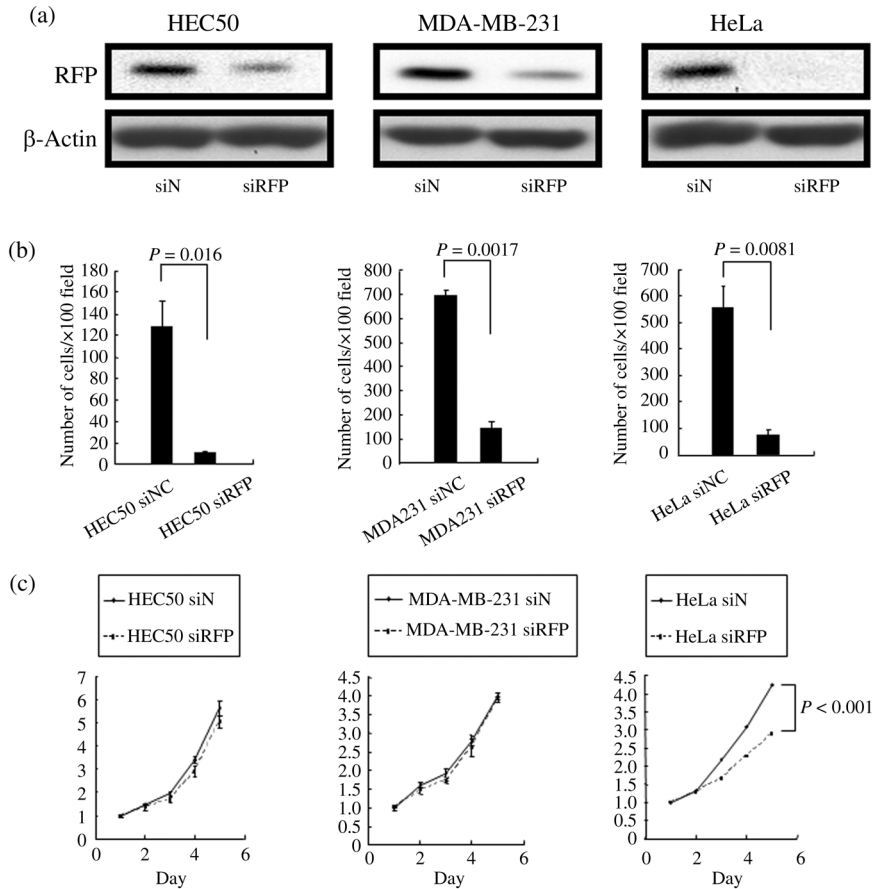 (a)
HEC50 MDA-MB-231 HeLa
RFP
β-Actin
siN siRFP siN siRFP siN siRFP
(b)
P = 0.016
Number of cells/×100 field
180
160
140
120
100
80
60
40
20
0
HEC50 siNC
HEC50 siRFP
P = 0.0017
Number of cells/×100 field
800
700
600
500
400
300
200
100
0
MDA231 siNC
MDA231 siRFP
P = 0.0081
Number of cells/×100 field
700
600
500
400
300
200
100
0
HeLa siNC
HeLa siRFP
(c)
HEC50 siN
HEC50 siRFP
7
6
5
4
3
2
1
0
0 2 4 6
Day
MDA-MB-231 siN
MDA-MB-231 siRFP
4.5
4.0
3.5
3.0
2.5
2.0
1.5
1.0
0.5
0
0 2 4 6
Day
HeLa siN
HeLa siRFP
4.5
4.0
3.5
3.0
2.5
2.0
1.5
1.0
0.5
0
0 2 4 6
Day
P < 0.001